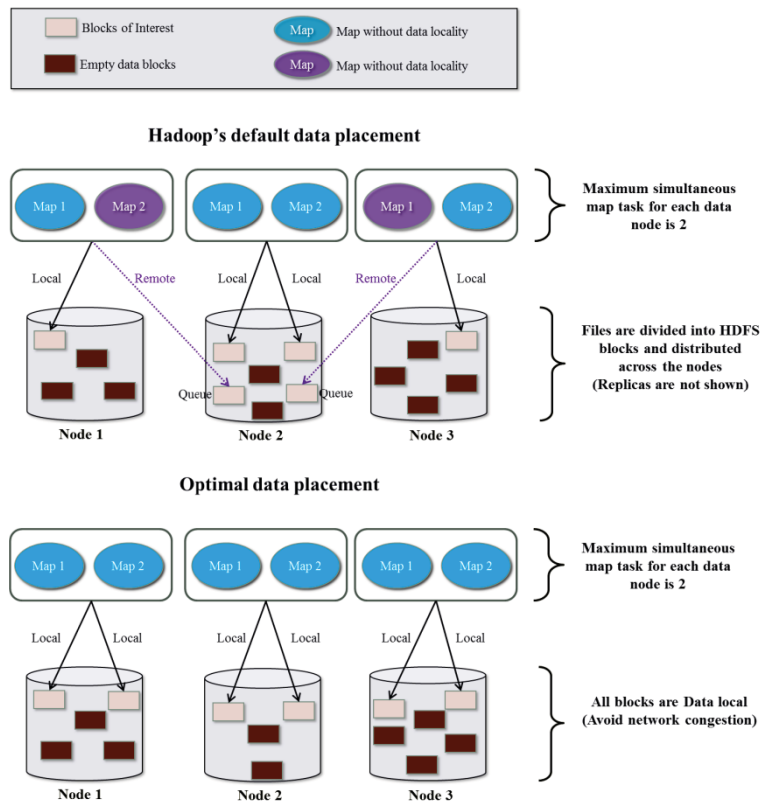 Blocks of Interest
Map
Map without data locality
Empty data blocks
Map
Map without data locality
Hadoop's default data placement
Map 1
Map 2
Map 1
Map 2
Map 1
Map 2
Maximum simultaneous
map task for each data
node is 2
Local
Remote
Local
Local
Remote
Local
Files are divided into HDFS
blocks and distributed
across the nodes
(Replicas are not shown)
Queue
Queue
Node 1
Node 2
Node 3
Optimal data placement
Map 1
Map 2
Map 1
Map 2
Map 1
Map 2
Maximum simultaneous
map task for each data
node is 2
Local
Local
Local
Local
Local
Local
All blocks are Data local
(Avoid network congestion)
Node 1
Node 2
Node 3